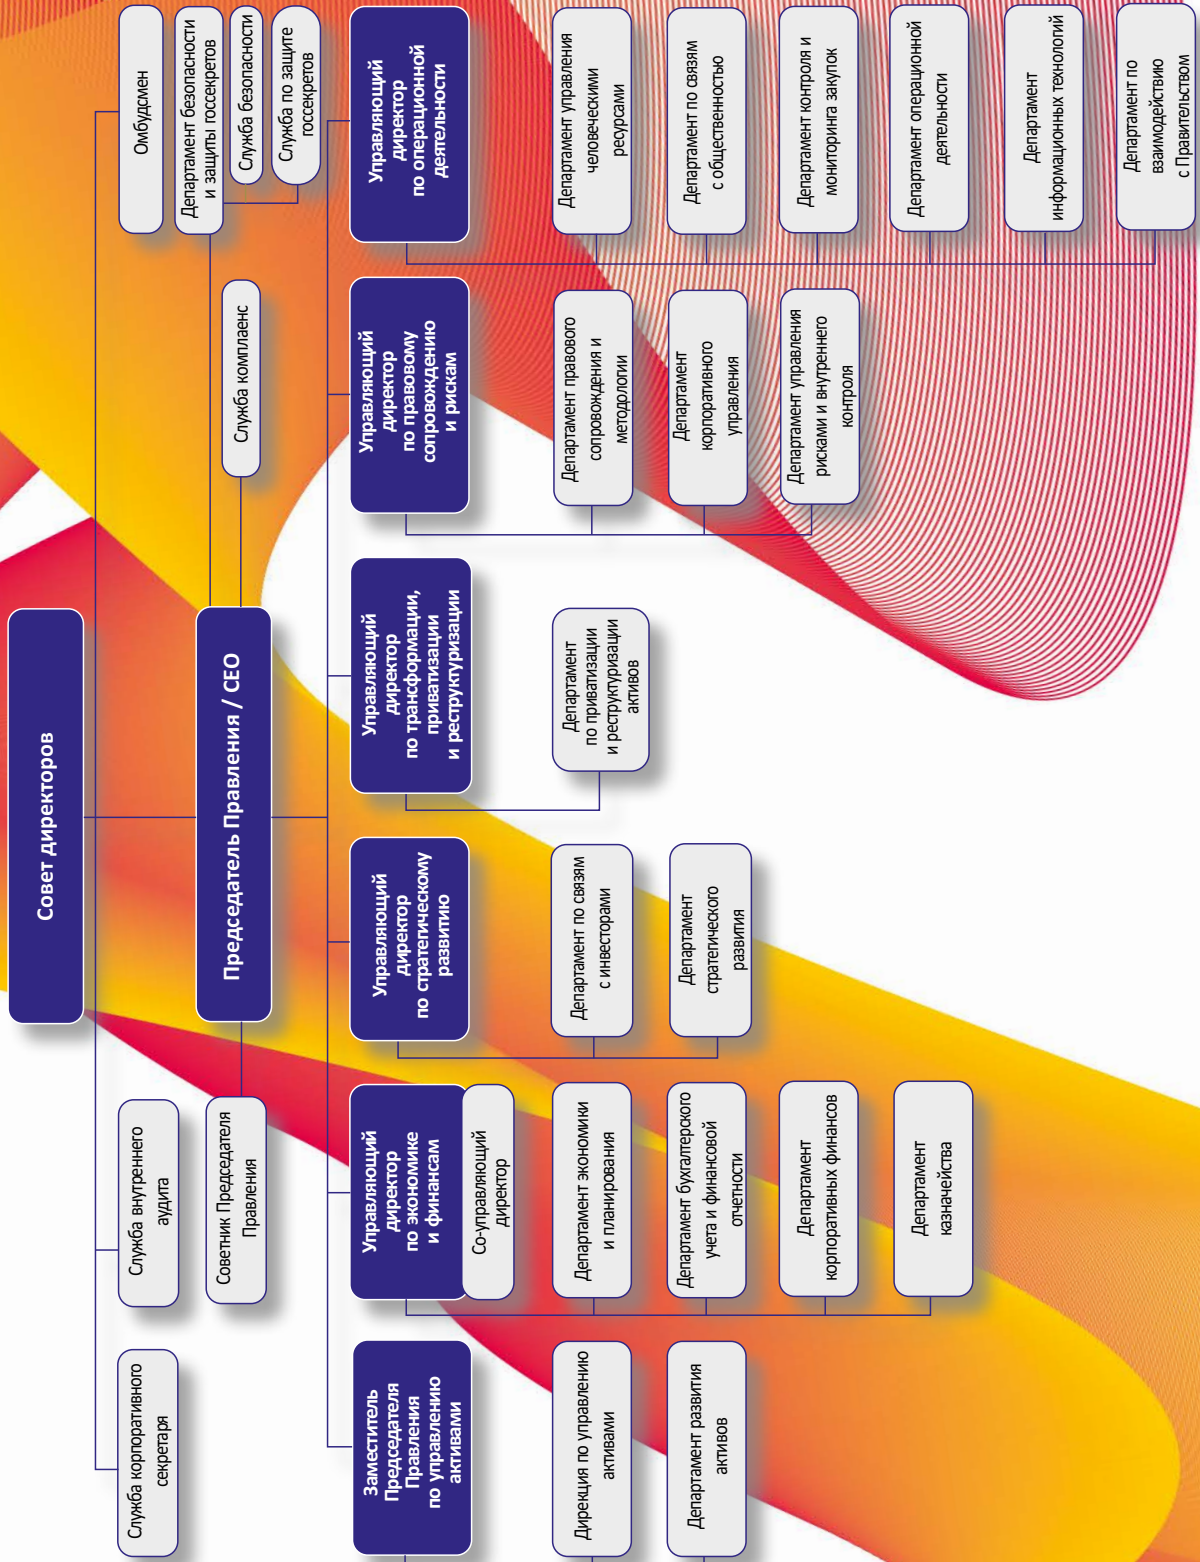 Совет директоров
Служба корпоративного
секретаря
Служба внутреннего
аудита
Омбудсмен
Председатель Правления / CEO
Советник Председателя
Правления
Служба комплаенс
Департамент безопасности
и защиты госсекретов
Служба безопасности
Служба по защите
госсекретов
Заместитель
Председателя
Правления
по управлению
активами
Дирекция по управлению
активами
Департамент развития
активов
Управляющий
директор
по экономике
и финансам
Со-управляющий
директор
Департамент экономики
и планирования
Департамент бухгалтерского
учета и финансовой
отчетности
Департамент
корпоративных финансов
Департамент
казначейства
Управляющий
директор
по стратегическому
развитию
Департамент по связям
с инвесторами
Департамент
стратегического
развития
Управляющий
директор
по трансформации,
приватизации
и реструктуризации
Департамент
по приватизации
и реструктуризации
активов
Управляющий
директор
по правовому
сопровождению
и рискам
Департамент правового
сопровождения и
методологии
Департамент
корпоративного
управления
Департамент управления
рисками и внутреннего
контроля
Управляющий
директор
по операционной
деятельности
Департамент управления
человеческими
ресурсами
Департамент по связям
с общественностью
Департамент контроля и
мониторинга закупок
Департамент операционной
деятельности
Департамент
информационных технологий
Департамент по
взаимодействию
с Правительством